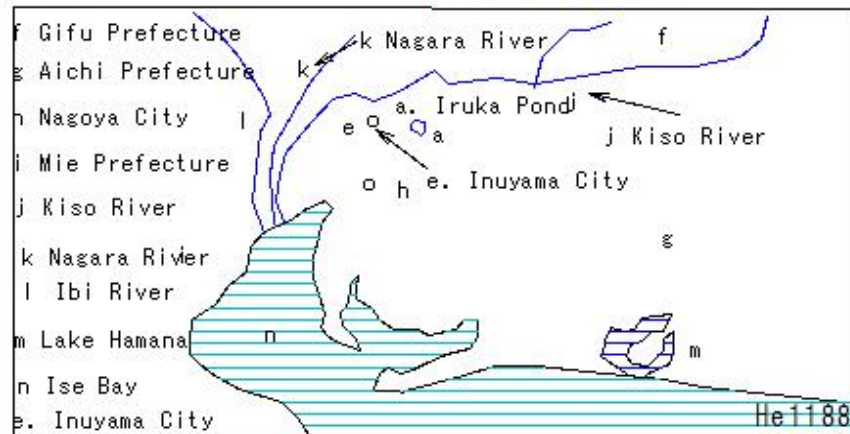 f Gifu Prefecture
g Aichi Prefecture
h Nagoya City
i Mie Prefecture
j Kiso River
k Nagara River
l Ibi River
m Lake Hamana
n Ise Bay
e. Inuyama City
k
k Nagara River
f
l
a. Iruka Pond
j
e
a
j Kiso River
h
e. Inuyama City
g
i
n
m
He1188